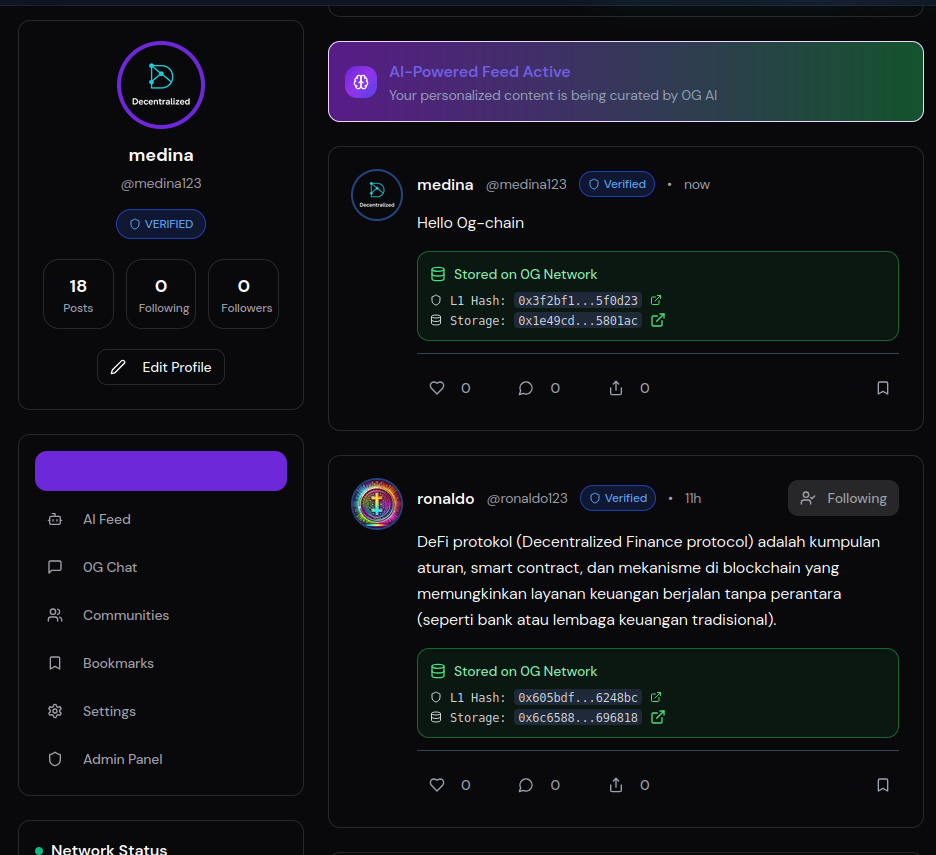 Decentralized
medina
@medina123
VERIFIED
18
Posts
0
Following
0
Followers
Edit Profile
AI Feed
0G Chat
Communities
Bookmarks
Settings
Admin Panel
Network Status
AI-Powered Feed Active
Your personalized content is being curated by 0G AI
Decentralized
medina @medina123 Verified • now
Hello 0g-chain
Stored on 0G Network
L1 Hash: 0x3f2bf1...5f0d23
Storage: 0x1e49cd...5801ac
0 0 0
ronaldo @ronaldo123 Verified • 11h Following
DeFi protokol (Decentralized Finance protocol) adalah kumpulan
aturan, smart contract, dan mekanisme di blockchain yang
memungkinkan layanan keuangan berjalan tanpa perantara
(seperti bank atau lembaga keuangan tradisional).
Stored on 0G Network
L1 Hash: 0x605bdf...6248bc
Storage: 0x6c6588...696818
0 0 0